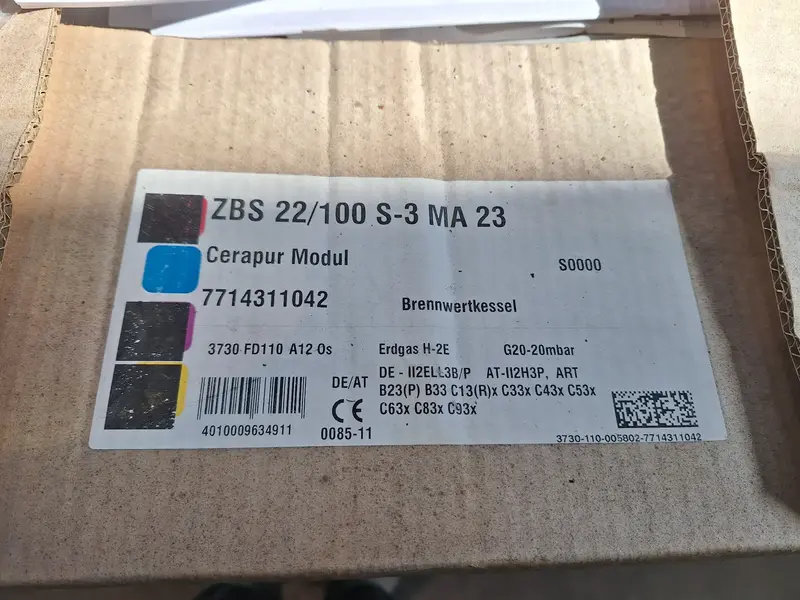 ZBS 22/100 S-3 MA 23
Cerapur Modul
S0000
7714311042
Brennwertkessel
3730 FD110 A12 Os
Erdgas H-2E G20-20mbar
DE - II2ELL3B/P AT-II2H3P, ART
DE/AT
B23(P) B33 C13(R)x C33x C43x C53x
C63x C83x C93x
CE
4010009634911
0085-11
3730-110-005802-7714311042